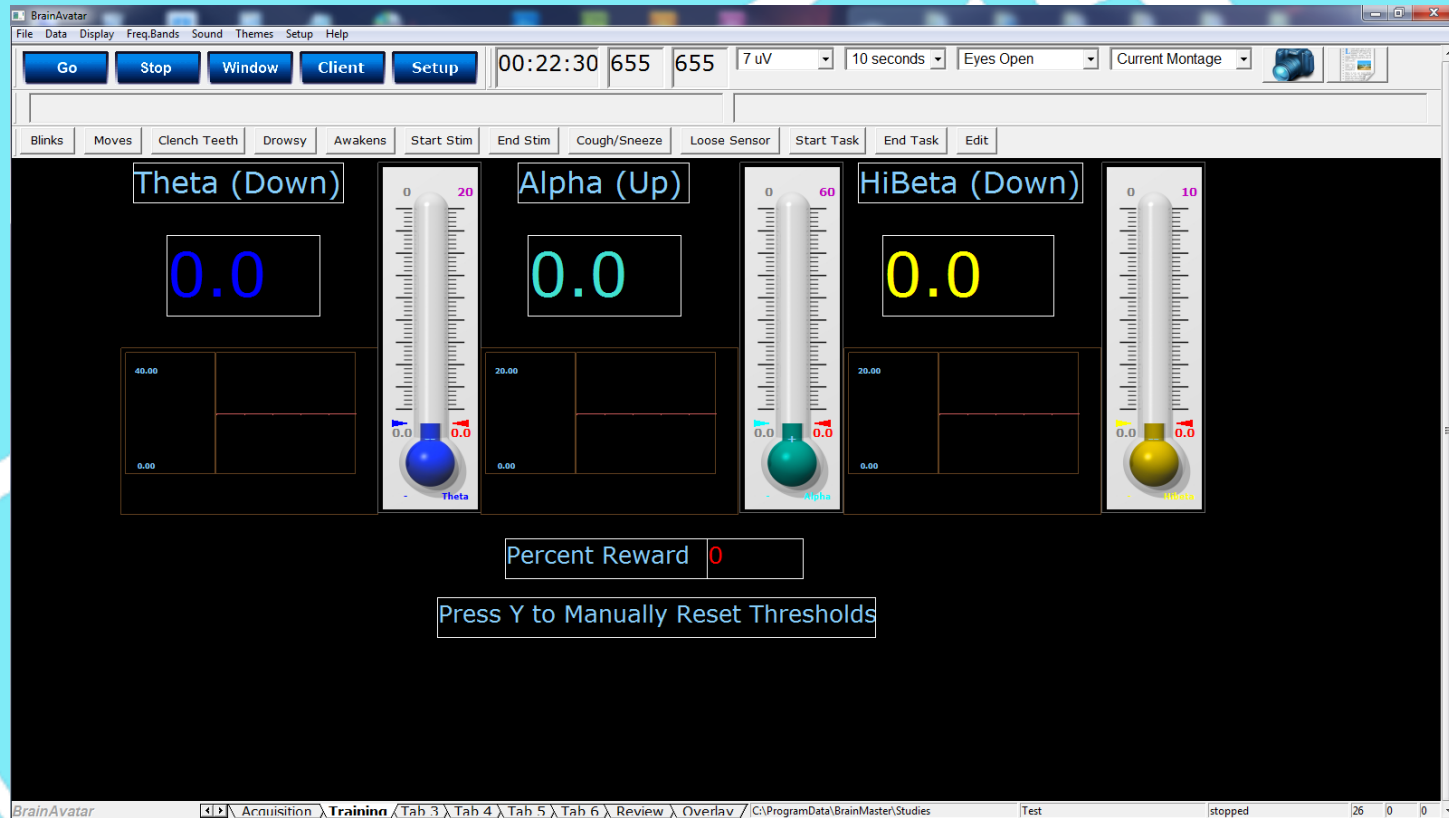 BrainAvatar
File Data Display Freq.Bands Sound Themes Setup Help
Go Stop Window Client Setup 00:22:30 655 655 7 uV 10 seconds Eyes Open Current Montage
Blinks Moves Clench Teeth Drowsy Awakens Start Stim End Stim Cough/Sneeze Loose Sensor Start Task End Task Edit
Theta (Down) 0 20 Alpha (Up) 0 60 HiBeta (Down) 0 10
0.0 0.0 0.0
40.00 20.00 20.00
0.0 0.0 0.0 0.0 0.0 0.0
0.00 0.00 0.00
- Theta - Alpha - HiBeta
Percent Reward 0
Press Y to Manually Reset Thresholds
BrainAvatar Acquisition Training Tab 3 Tab 4 Tab 5 Tab 6 Review Overlay C:\ProgramData\BrainMaster\Studies Test stopped 26 0 0